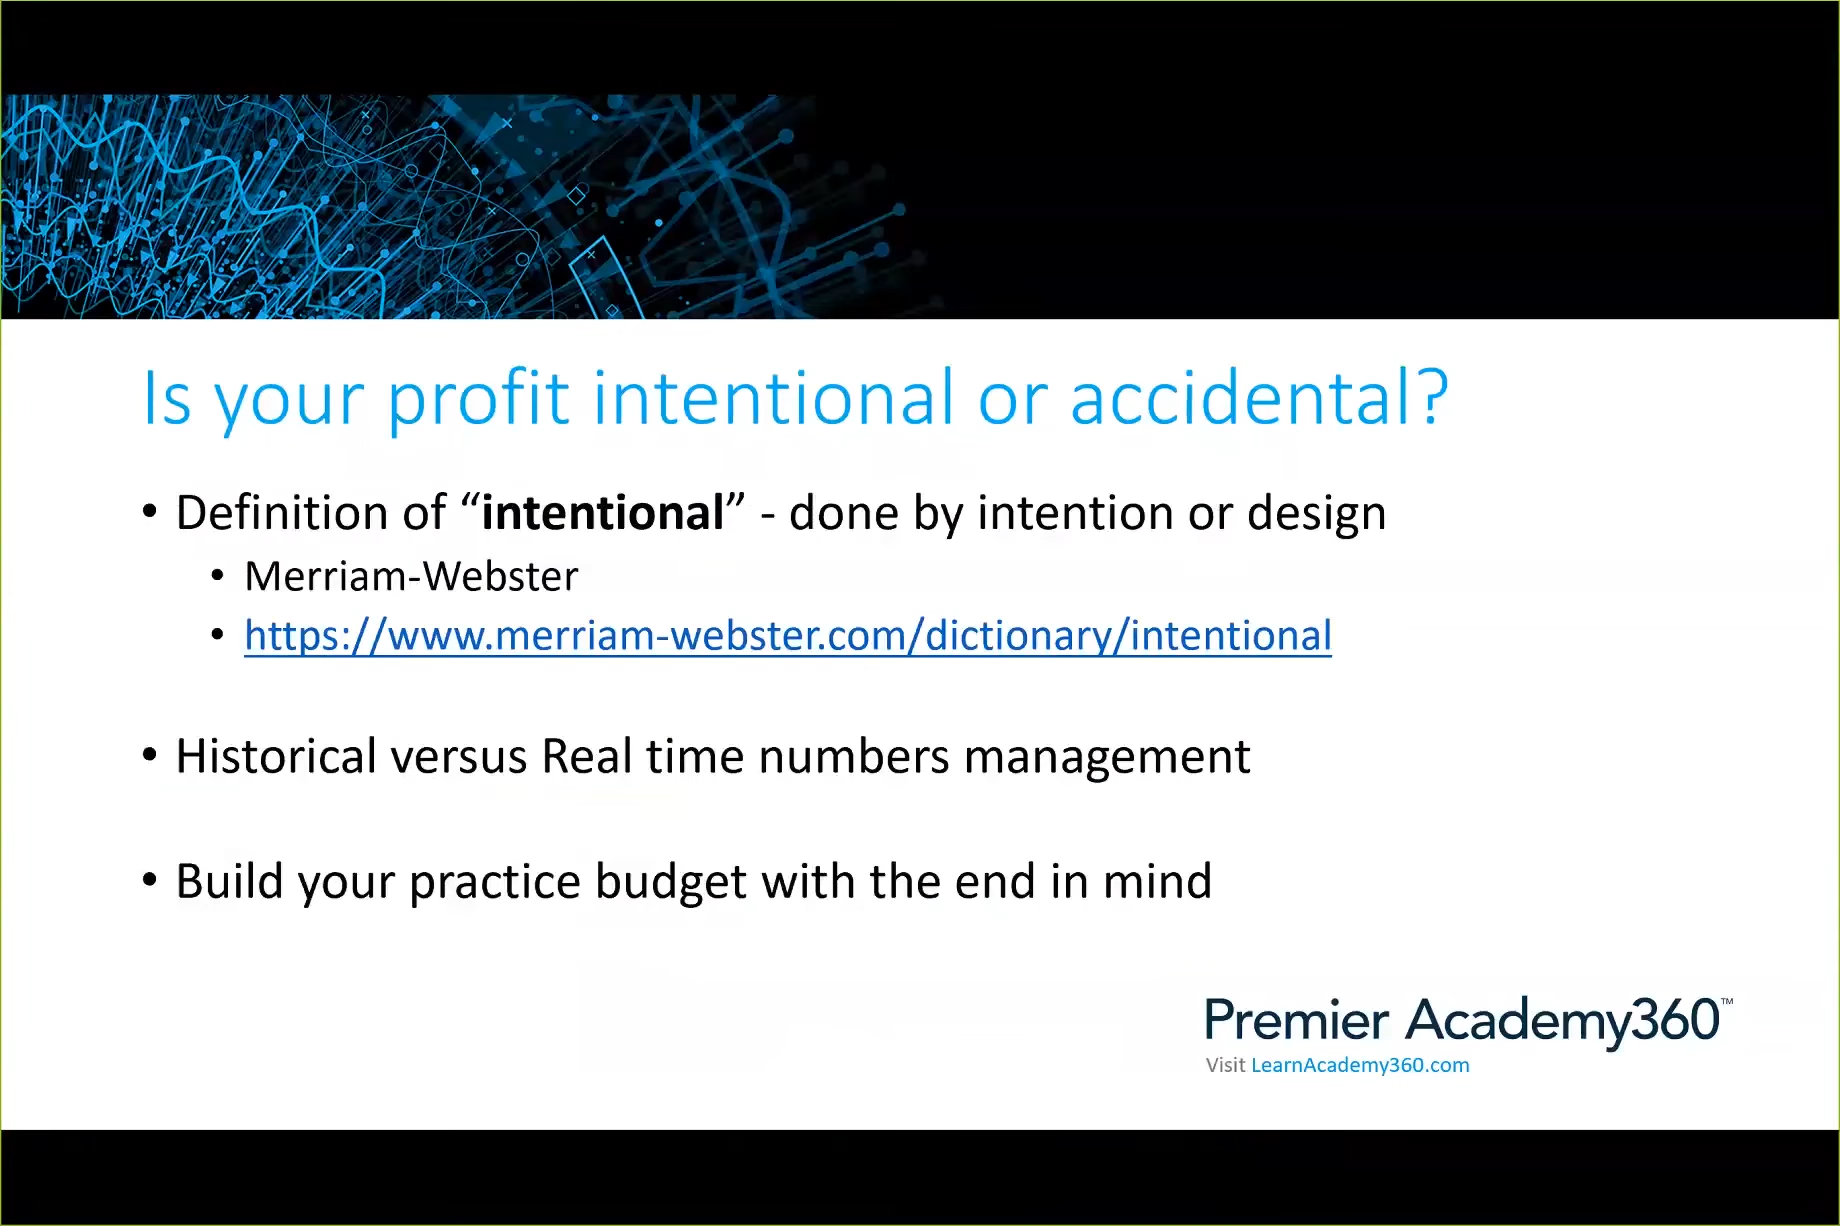 Is your profit intentional or accidental?
• Definition of “intentional” - done by intention or design
• Merriam-Webster
• https://www.merriam-webster.com/dictionary/intentional
• Historical versus Real time numbers management
• Build your practice budget with the end in mind
Premier Academy360™
Visit LearnAcademy360.com